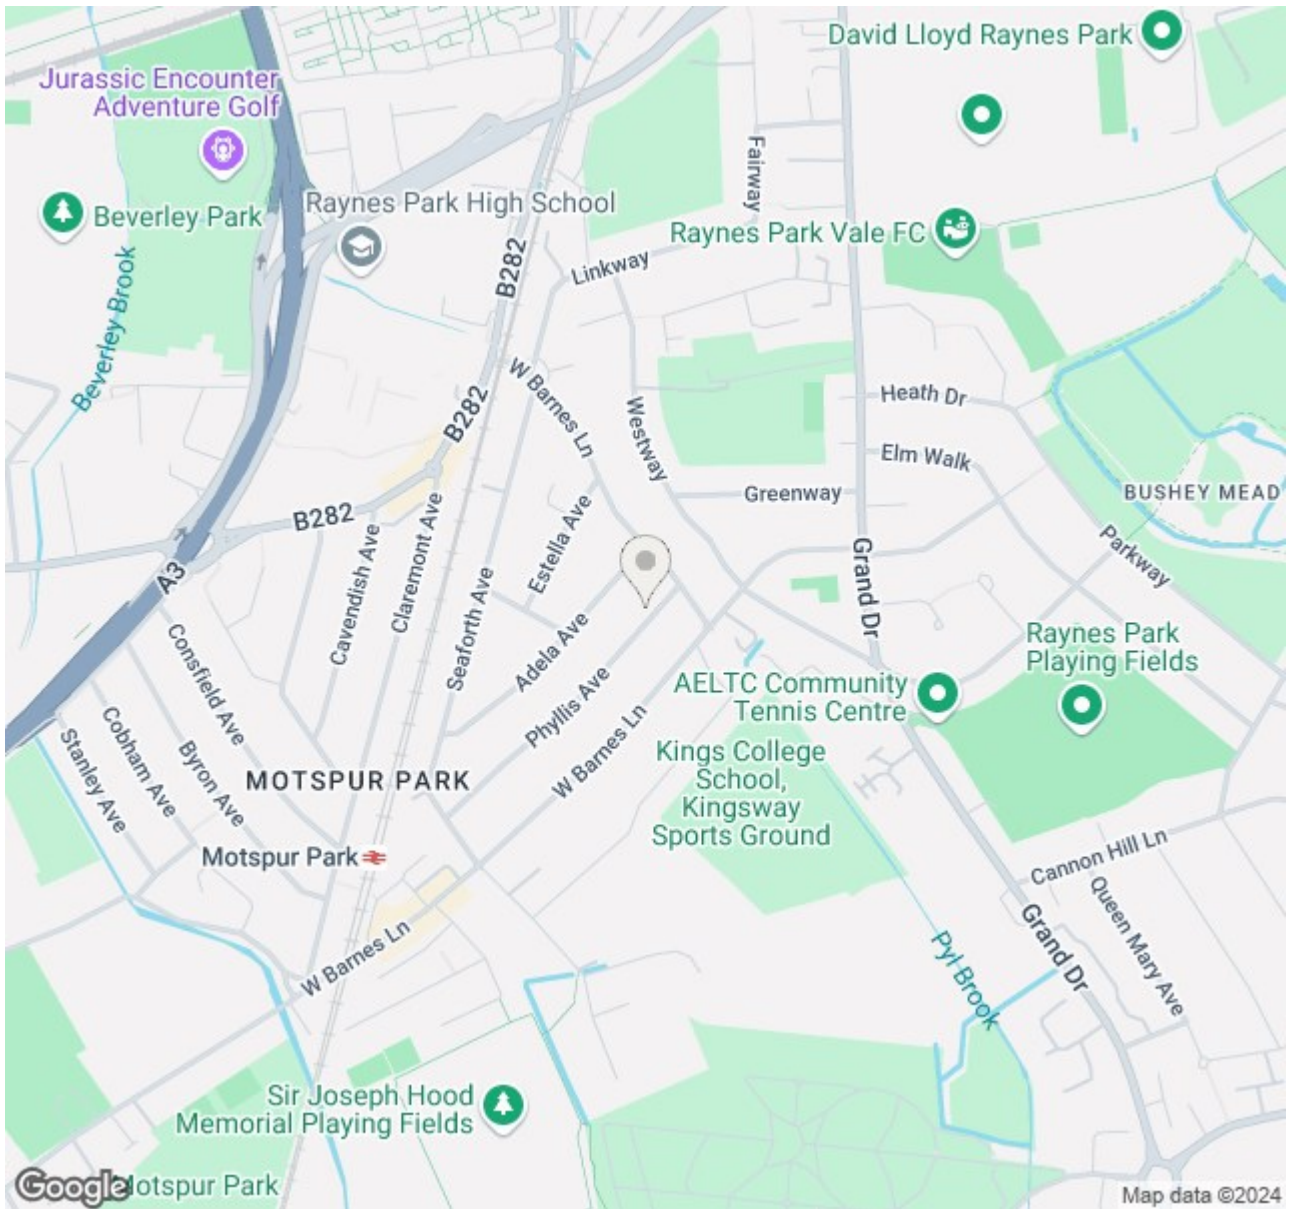 David Lloyd Raynes Park
Jurassic Encounter
Adventure Golf
Fairway
Beverley Park
Raynes Park High School
Raynes Park Vale FC
B282
Linkway
Beverley Brook
W Barnes Ln
Westway
Heath Dr
B282
Elm Walk
Greenway
BUSHEY MEAD
B282
Cavendish Ave
Claremont Ave
Estella Ave
Grand Dr
Parkway
A3
Seaforth Ave
Adela Ave
Consfield Ave
Raynes Park
Playing Fields
AELTC Community
Tennis Centre
Phyllis Ave
W Barnes Ln
Cobham Ave
Stanley Ave
Byron Ave
MOTSPUR PARK
Kings College
School,
Kingsway
Sports Ground
Motspur Park
Cannon Hill Ln
Queen Mary Ave
W Barnes Ln
Grand Dr
Pyl Brook
Sir Joseph Hood
Memorial Playing Fields
Google
Motspur Park
Map data ©2024